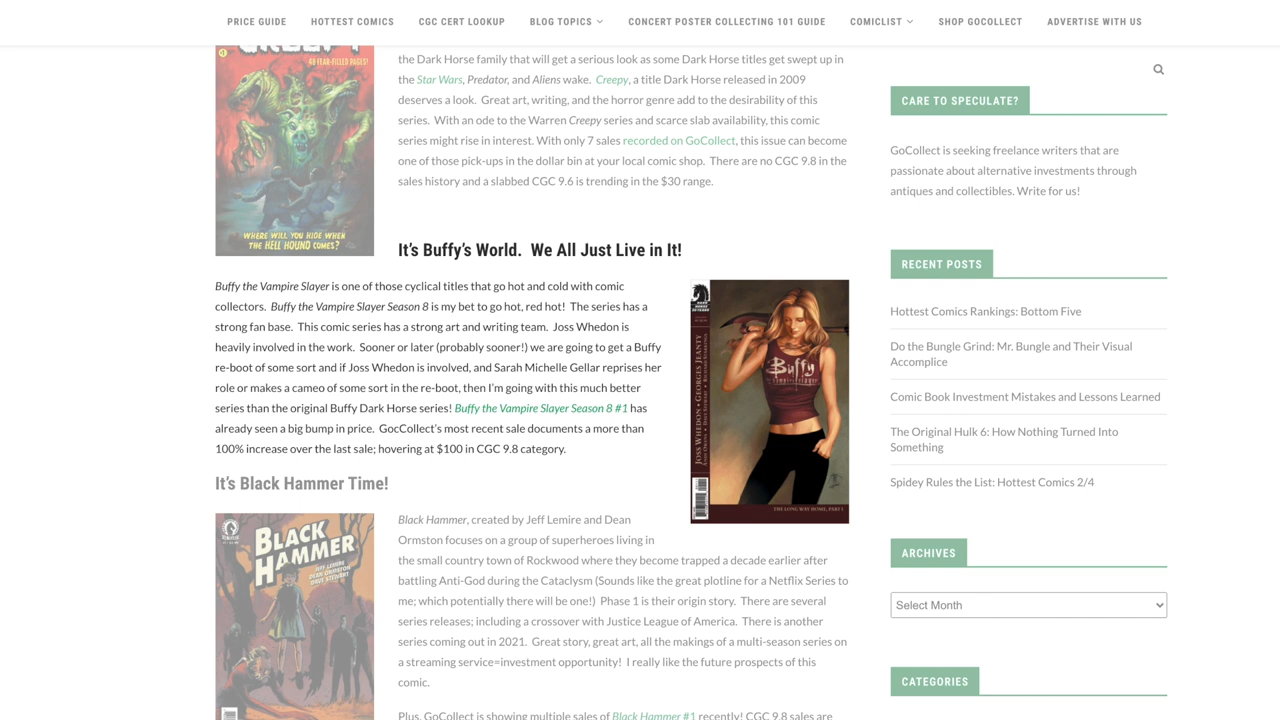 PRICE GUIDE HOTTEST COMICS CGC CERT LOOKUP BLOG TOPICS CONCERT POSTER COLLECTING 101 GUIDE COMICLIST SHOP GOCOLLECT ADVERTISE WITH US
48 FEAR-FILLED PAGES!
WHERE WILL YOU HIDE WHEN
THE HELL HOUND COMES?
the Dark Horse family that will get a serious look as some Dark Horse titles get swept up in
the Star Wars, Predator, and Aliens wake. Creepy, a title Dark Horse released in 2009
deserves a look. Great art, writing, and the horror genre add to the desirability of this
series. With an ode to the Warren Creepy series and scarce slab availability, this comic
series might rise in interest. With only 7 sales recorded on GoCollect, this issue can become
one of those pick-ups in the dollar bin at your local comic shop. There are no CGC 9.8 in the
sales history and a slabbed CGC 9.6 is trending in the $30 range.
It's Buffy's World. We All Just Live in It!
Buffy the Vampire Slayer is one of those cyclical titles that go hot and cold with comic
collectors. Buffy the Vampire Slayer Season 8 is my bet to go hot, red hot! The series has a
strong fan base. This comic series has a strong art and writing team. Joss Whedon is
heavily involved in the work. Sooner or later (probably sooner!) we are going to get a Buffy
re-boot of some sort and if Joss Whedon is involved, and Sarah Michelle Gellar reprises her
role or makes a cameo of some sort in the re-boot, then I'm going with this much better
series than the original Buffy Dark Horse series! Buffy the Vampire Slayer Season 8 #1 has
already seen a big bump in price. GocCollect's most recent sale documents a more than
100% increase over the last sale; hovering at $100 in CGC 9.8 category.
Buffy
JOSS WHEDON • GEORGES JEANTY
THE LONG WAY HOME, PART 1
It's Black Hammer Time!
BLACK
HAMMER
JEFF LEMIRE
DEAN ORMSTON
DAVE STEWART
Black Hammer, created by Jeff Lemire and Dean
Ormston focuses on a group of superheroes living in
the small country town of Rockwood where they become trapped a decade earlier after
battling Anti-God during the Cataclysm (Sounds like the great plotline for a Netflix Series to
me; which potentially there will be one!) Phase 1 is their origin story. There are several
series releases; including a crossover with Justice League of America. There is another
series coming out in 2021. Great story, great art, all the makings of a multi-season series on
a streaming service=investment opportunity! I really like the future prospects of this
comic.
Plus, GoCollect is showing multiple sales of Black Hammer #1 recently! CGC 9.8 sales are
CARE TO SPECULATE?
GoCollect is seeking freelance writers that are
passionate about alternative investments through
antiques and collectibles. Write for us!
RECENT POSTS
Hottest Comics Rankings: Bottom Five
Do the Bungle Grind: Mr. Bungle and Their Visual
Accomplice
Comic Book Investment Mistakes and Lessons Learned
The Original Hulk 6: How Nothing Turned Into
Something
Spidey Rules the List: Hottest Comics 2/4
ARCHIVES
Select Month
CATEGORIES